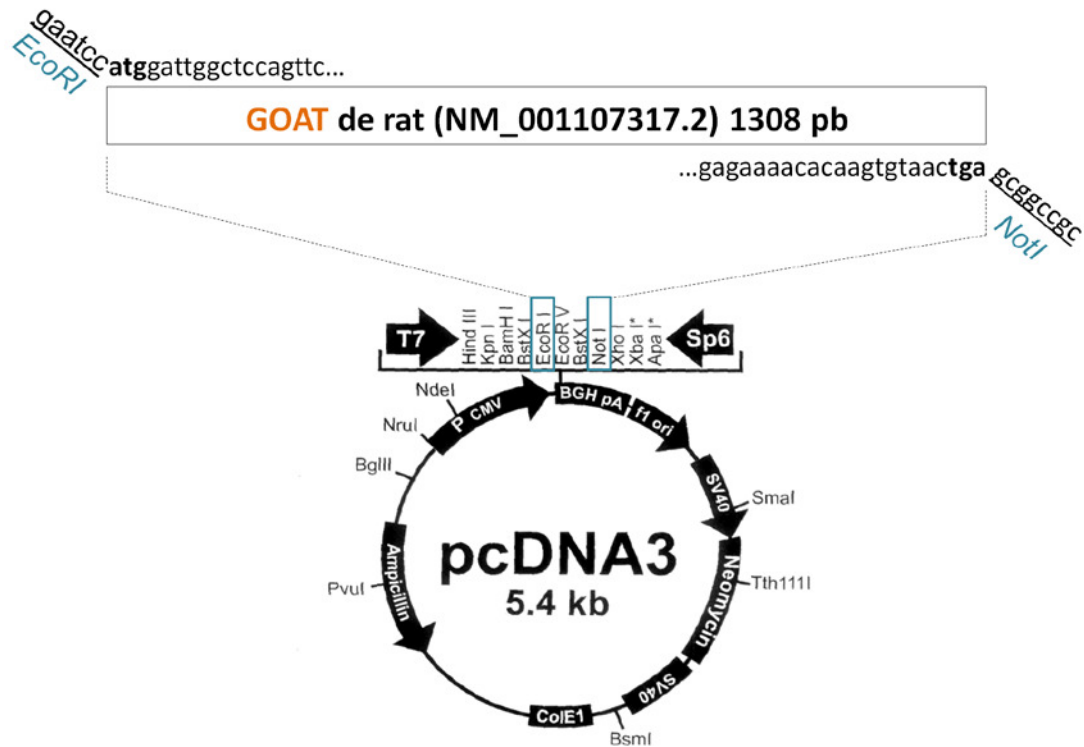 gaatcc
EcoRI
atggattggctccagttc...
GOAT de rat (NM_001107317.2) 1308 pb
...gagaaaacacaagtgtaactga
gcggccgc
NotI
T7
Hind III
Kpn I
BamH I
BstX I
EcoR I
EcoR V
BstX I
Not I
Xho I
Xba I*
Apa I*
Sp6
NdeI
NruI
BglII
PvuI
P CMV
BGH pA
f1 ori
SV40
SmaI
Neomycin
Tth111I
SV40
BsmI
ColE1
Ampicillin
pcDNA3
5.4 kb